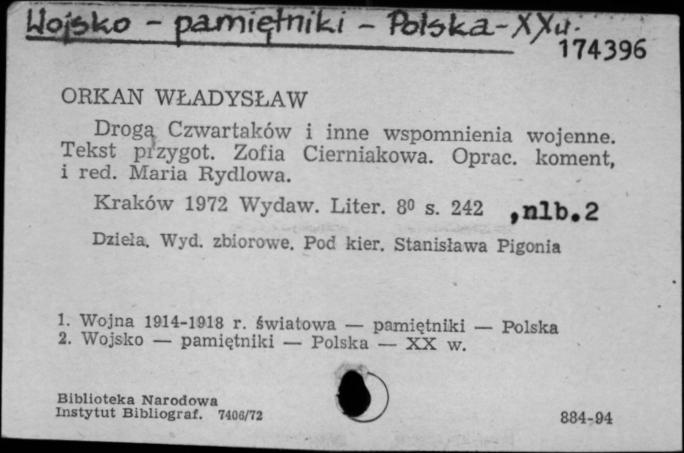 Wojsko - pamiętniki - Polska - XX w.
174396
ORKAN WŁADYSŁAW
Drogą Czwartaków i inne wspomnienia wojenne.
Tekst przygot. Zofia Cierniakowa. Oprac. koment,
i red. Maria Rydlowa.
Kraków 1972 Wydaw. Liter. 8⁰ s. 242 ,nlb.2
Dzieła. Wyd. zbiorowe. Pod kier. Stanisława Pigonia
1. Wojna 1914-1918 r. światowa — pamiętniki — Polska
2. Wojsko — pamiętniki — Polska — XX w.
Biblioteka Narodowa
Instytut Bibliograf. 7406/72
884-94